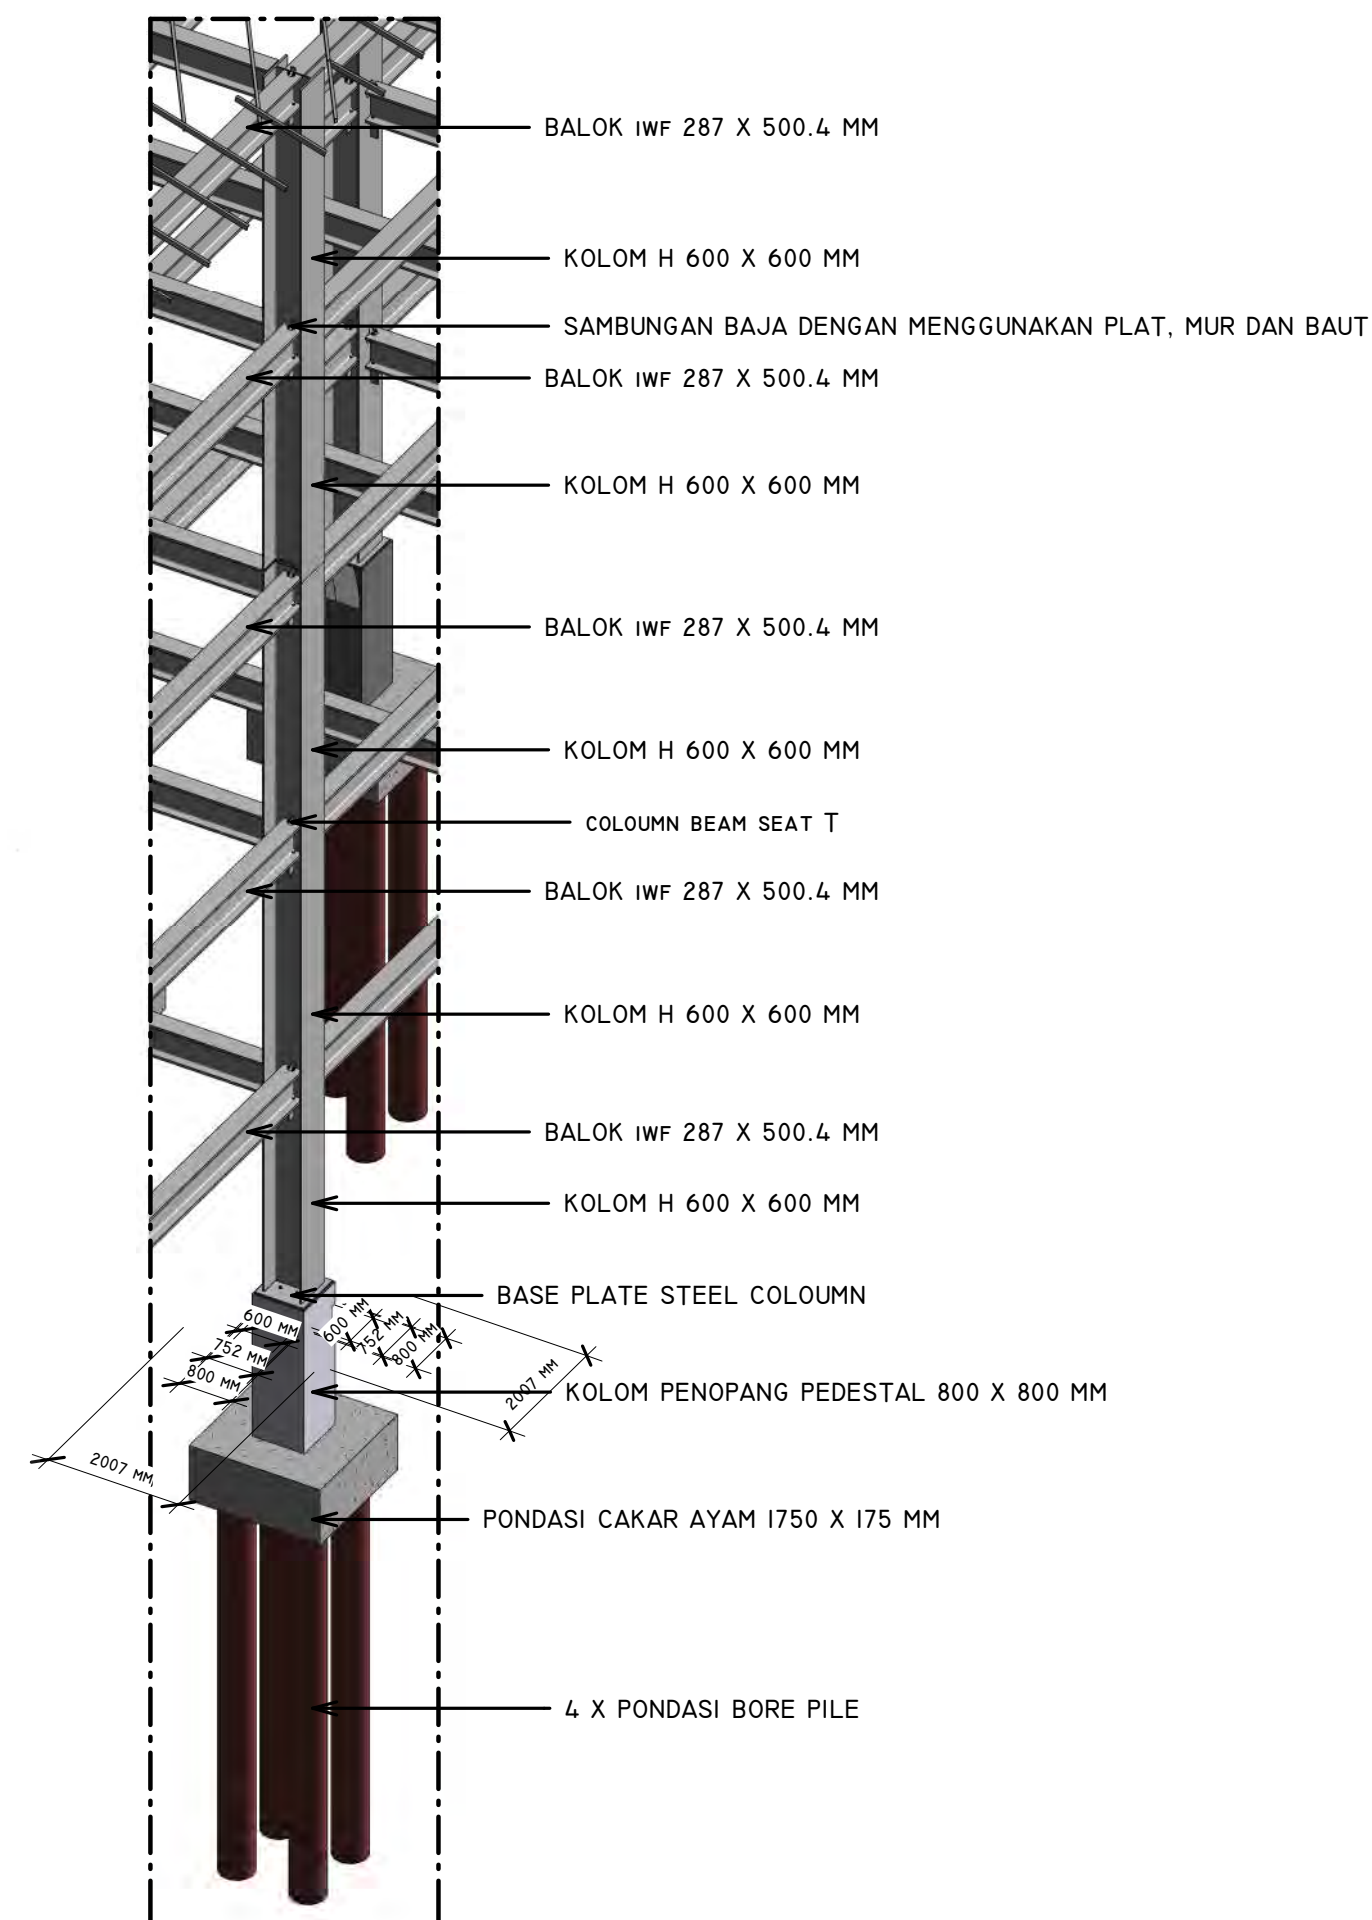 BALOK IWF 287 X 500.4 MM
KOLOM H 600 X 600 MM
SAMBUNGAN BAJA DENGAN MENGGUNAKAN PLAT, MUR DAN BAUT
BALOK IWF 287 X 500.4 MM
KOLOM H 600 X 600 MM
BALOK IWF 287 X 500.4 MM
KOLOM H 600 X 600 MM
COLOUMN BEAM SEAT T
BALOK IWF 287 X 500.4 MM
KOLOM H 600 X 600 MM
BALOK IWF 287 X 500.4 MM
KOLOM H 600 X 600 MM
BASE PLATE STEEL COLOUMN
600 MM
600 MM
752 MM
752 MM
800 MM
800 MM
2007 MM
KOLOM PENOPANG PEDESTAL 800 X 800 MM
2007 MM
PONDASI CAKAR AYAM 1750 X 175 MM
4 X PONDASI BORE PILE